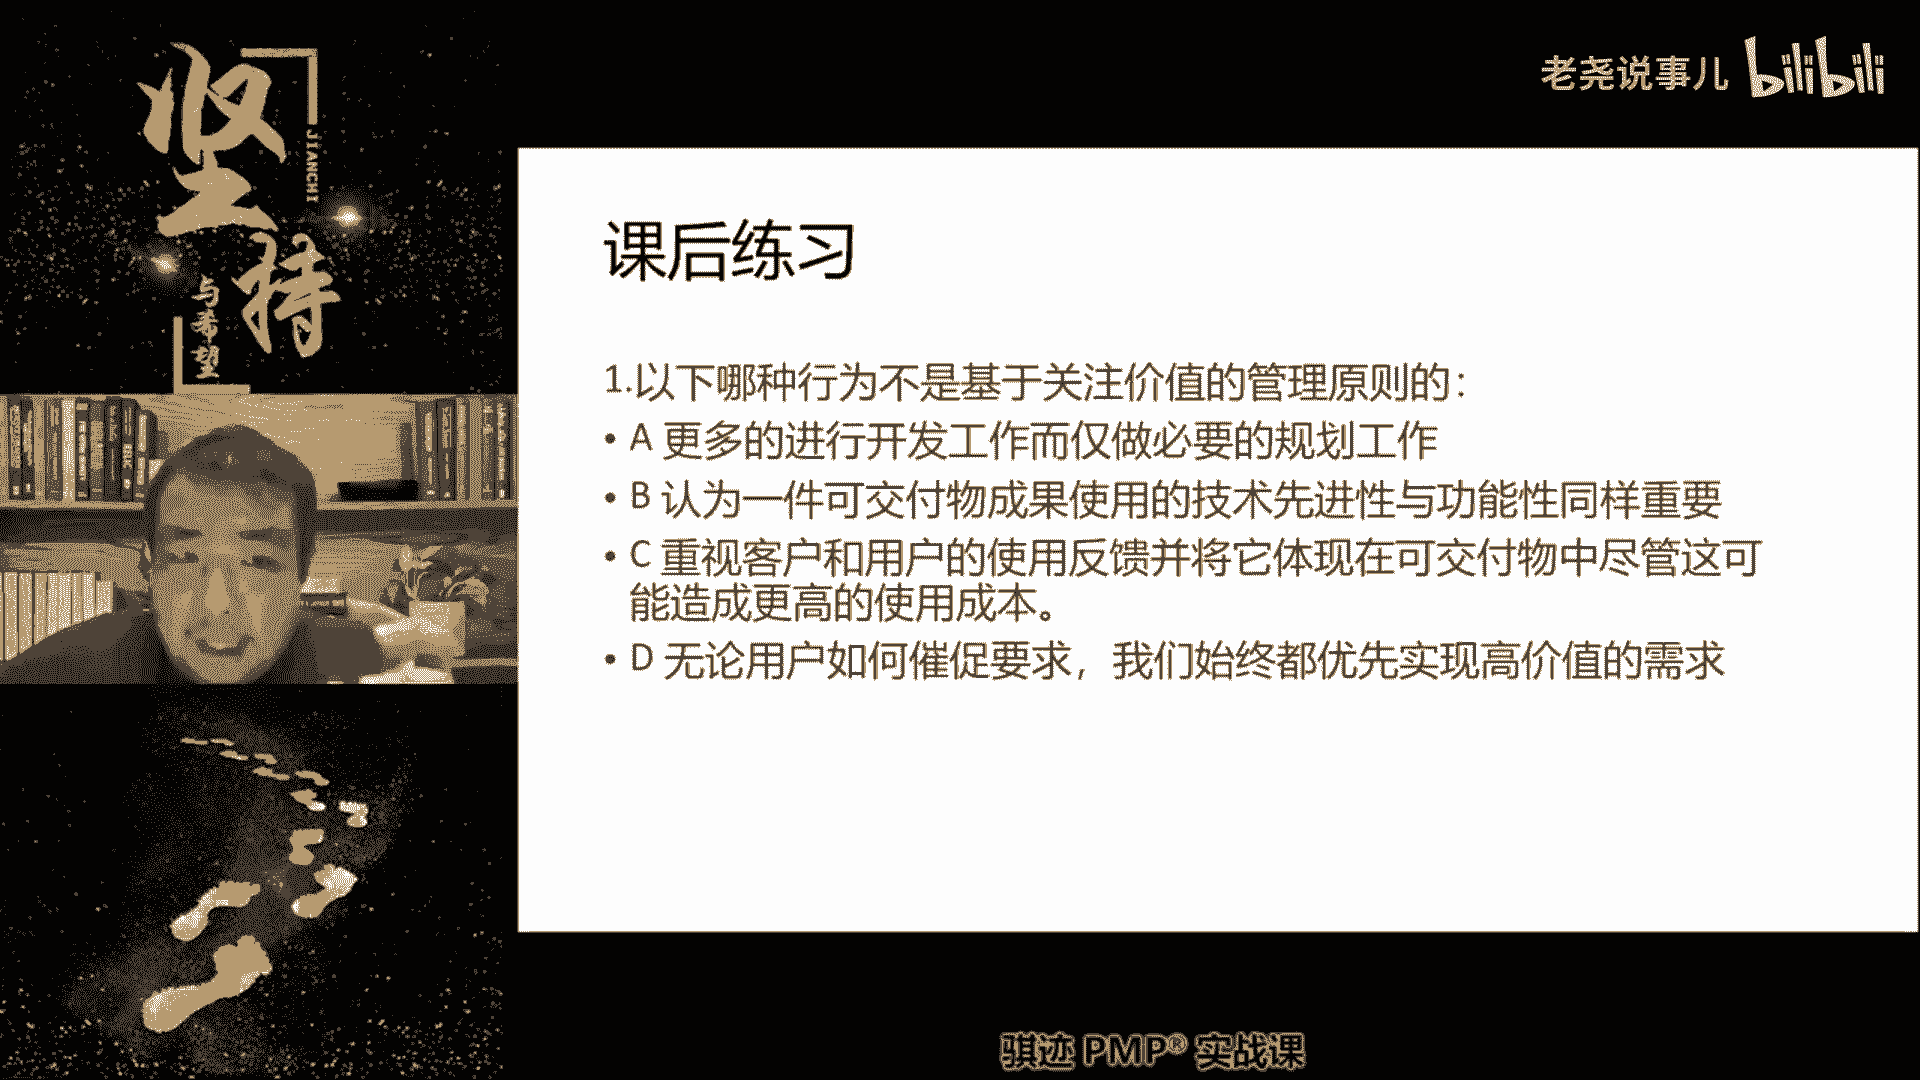 坚持
JIANCHI
与希望
老尧说事儿 bilibili
课后练习
1.以下哪种行为不是基于关注价值的管理原则的：
• A 更多的进行开发工作而仅做必要的规划工作
• B 认为一件可交付物成果使用的技术先进性与功能性同样重要
• C 重视客户和用户的使用反馈并将它体现在可交付物中尽管这可
能造成更高的使用成本。
• D 无论用户如何催促要求，我们始终都优先实现高价值的需求
骐迹 PMP® 实战课